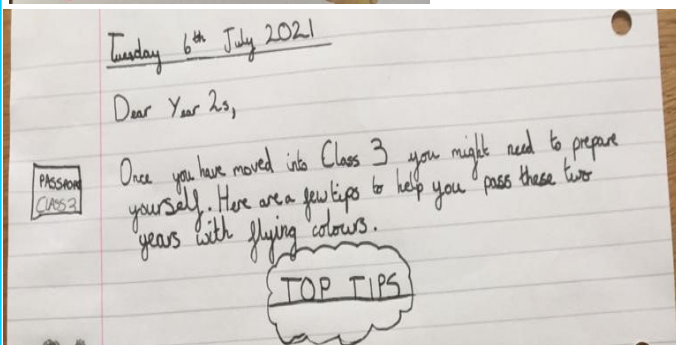 Tuesday 6th July 2021
Dear Year 2s,
Once you have moved into Class 3 you might need to prepare
yourself. Here are a few tips to help you pass these two
years with flying colours.
PASSPORT
CLASS 3
TOP TIPS